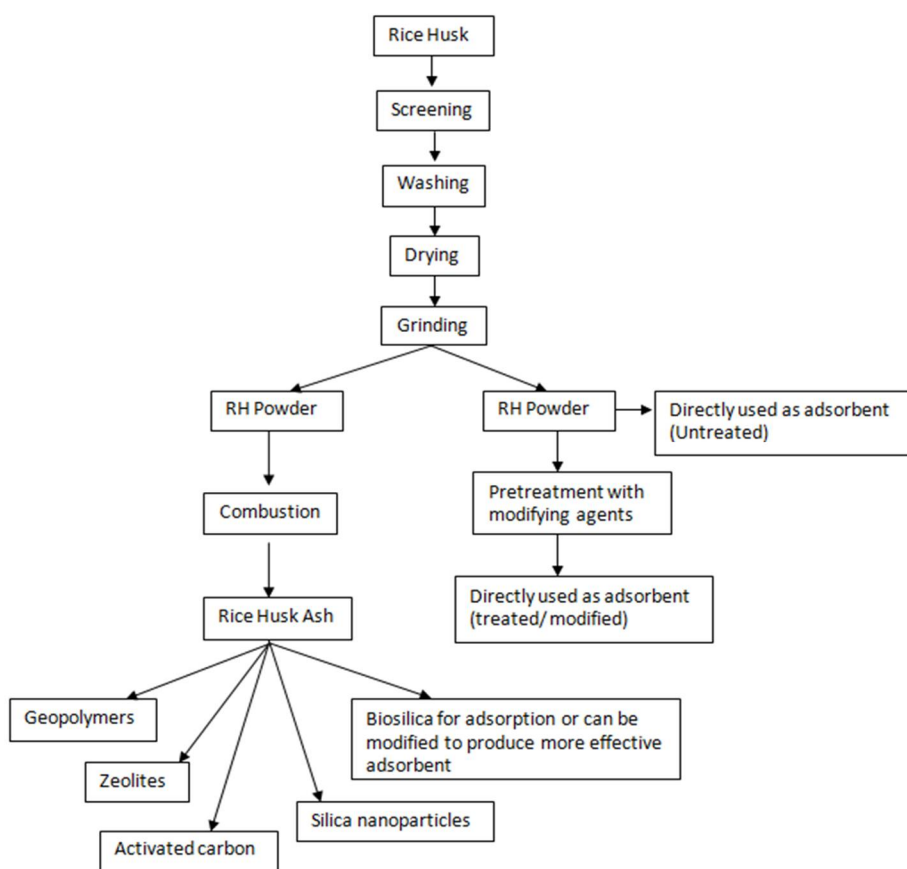 Rice Husk
Screening
Washing
Drying
Grinding
RH Powder
RH Powder
Directly used as adsorbent
(Untreated)
Combustion
Pretreatment with
modifying agents
Rice Husk Ash
Directly used as adsorbent
(treated/ modified)
Geopolymers
Zeolites
Activated carbon
Silica nanoparticles
Biosilica for adsorption or can be
modified to produce more effective
adsorbent